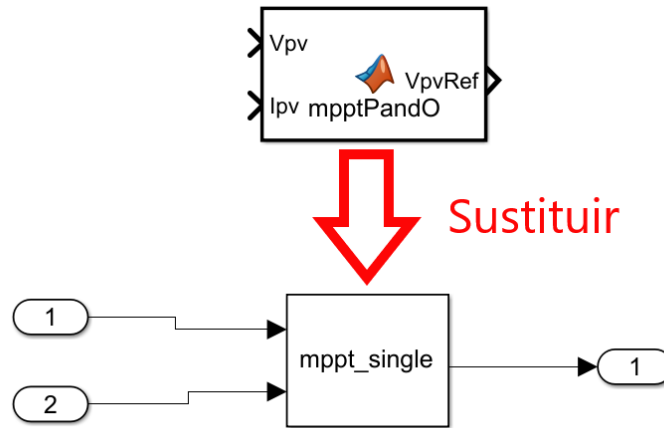 Vpv
VpvRef
Ipv
mpptPandO
Sustituir
1
mppt_single
1
2